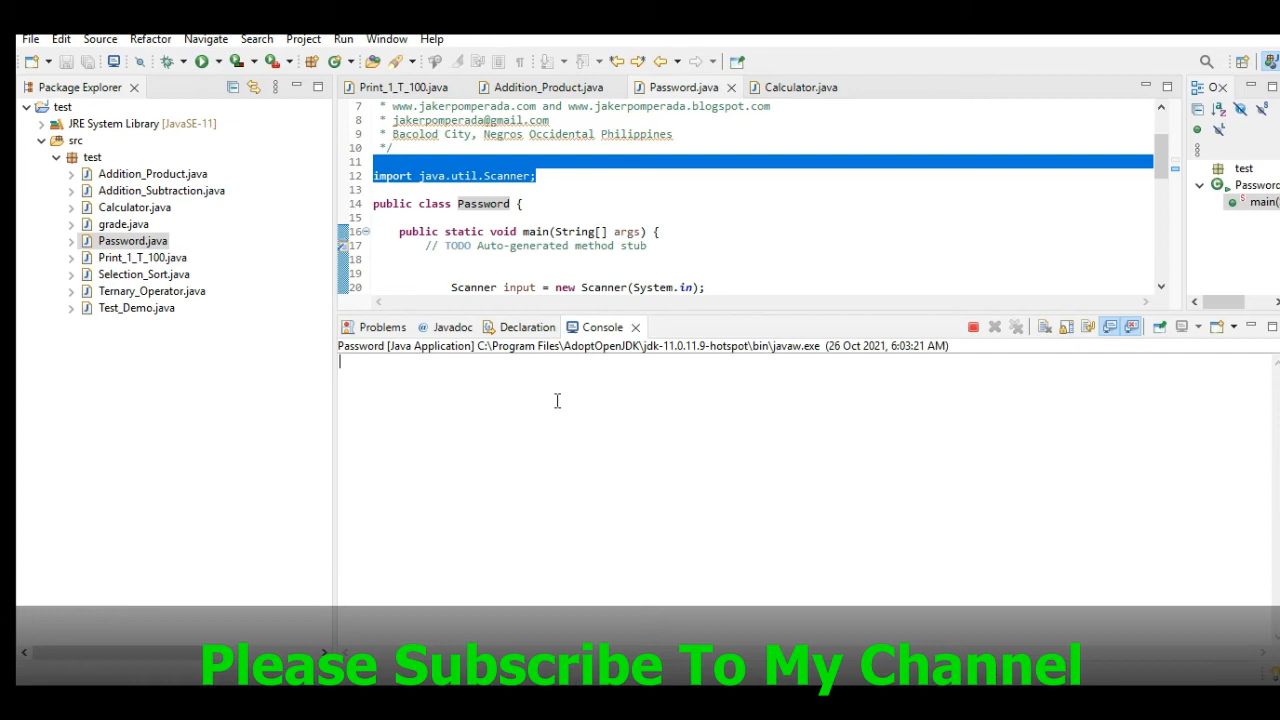 File Edit Source Refactor Navigate Search Project Run Window Help
Package Explorer
test
JRE System Library [JavaSE-11]
src
test
Addition_Product.java
Addition_Subtraction.java
Calculator.java
grade.java
Password.java
Print_1_T_100.java
Selection_Sort.java
Ternary_Operator.java
Test_Demo.java
Print_1_T_100.java Addition_Product.java Password.java Calculator.java
7 * www.jakerpomperada.com and www.jakerpomperada.blogspot.com
8 * jakerpomperada@gmail.com
9 * Bacolod City, Negros Occidental Philippines
10 */
11
12 import java.util.Scanner;
13
14 public class Password {
15
16 public static void main(String[] args) {
17 // TODO Auto-generated method stub
18
19
20 Scanner input = new Scanner(System.in);
test
Password
main(
Problems Javadoc Declaration Console
Password [Java Application] C:\Program Files\AdoptOpenJDK\jdk-11.0.11.9-hotspot\bin\javaw.exe (26 Oct 2021, 6:03:21 AM)
Please Subscribe To My Channel